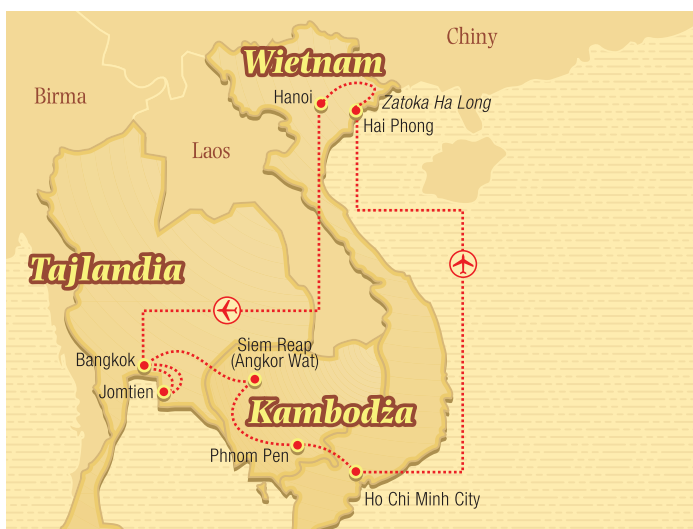 Chiny
Wietnam
Birma
Hanoi
Zatoka Ha Long
Hai Phong
Laos
Tajlandia
Siem Reap
(Angkor Wat)
Bangkok
Jomtien
Kambodża
Phnom Pen
Ho Chi Minh City